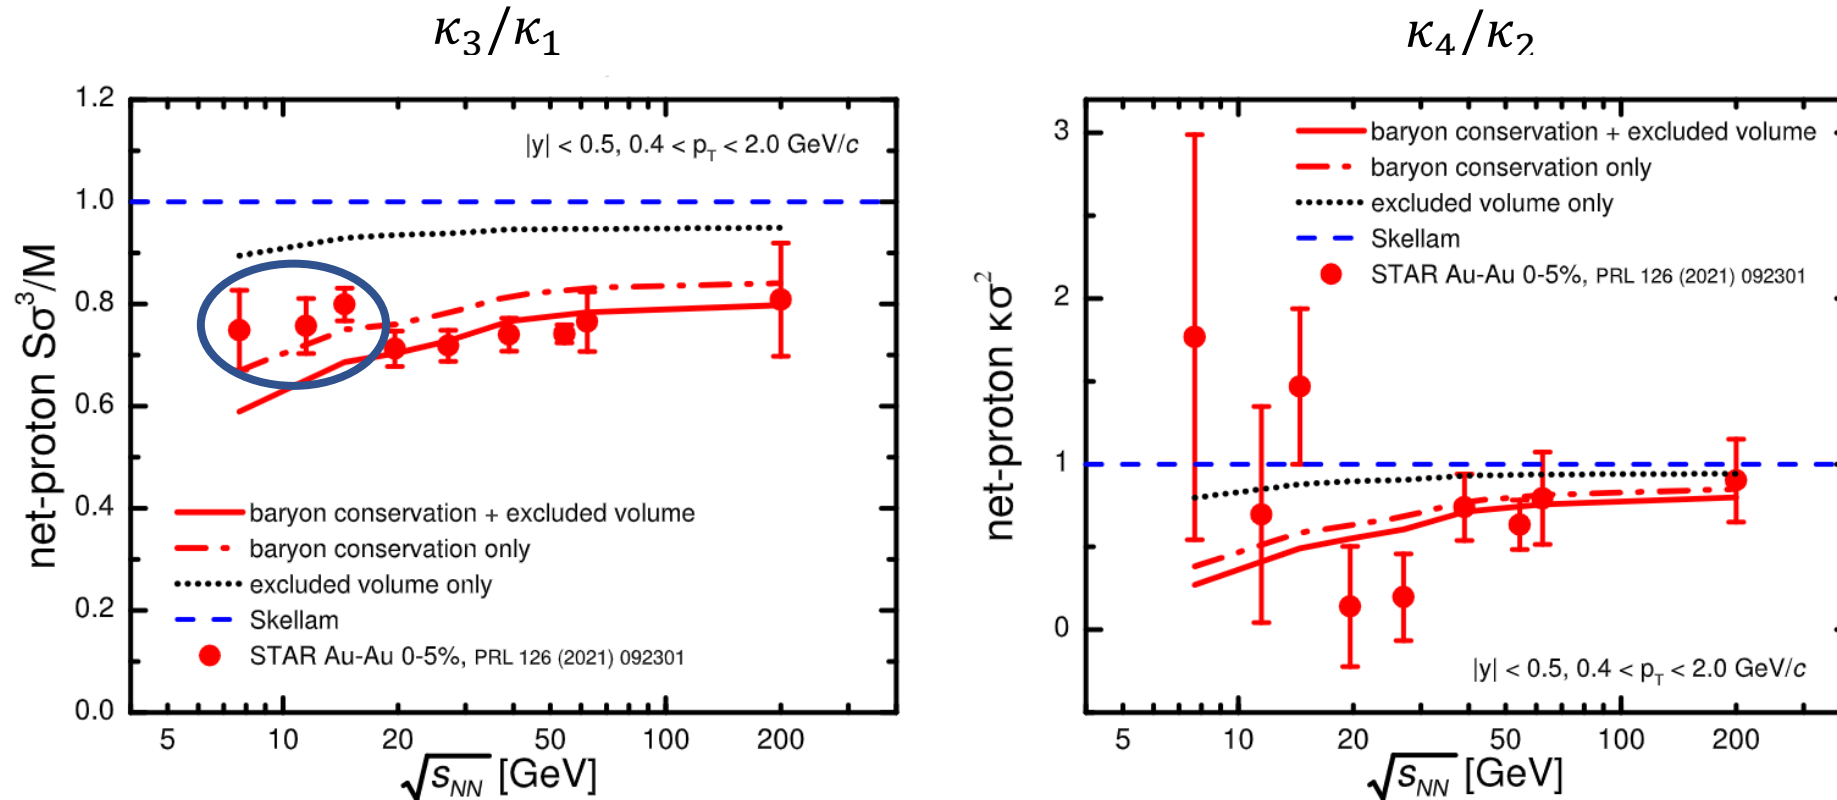 κ₃/κ₁
|y| < 0.5, 0.4 < p_T < 2.0 GeV/c
1.2
1.0
0.8
0.6
0.4
0.2
0.0
net-proton Sσ³/M
baryon conservation + excluded volume
baryon conservation only
excluded volume only
Skellam
STAR Au-Au 0-5%, PRL 126 (2021) 092301
5 10 20 50 100 200
√s_NN [GeV]
κ₄/κ₂
baryon conservation + excluded volume
baryon conservation only
excluded volume only
Skellam
STAR Au-Au 0-5%, PRL 126 (2021) 092301
3
2
1
0
net-proton κσ²
|y| < 0.5, 0.4 < p_T < 2.0 GeV/c
5 10 20 50 100 200
√s_NN [GeV]